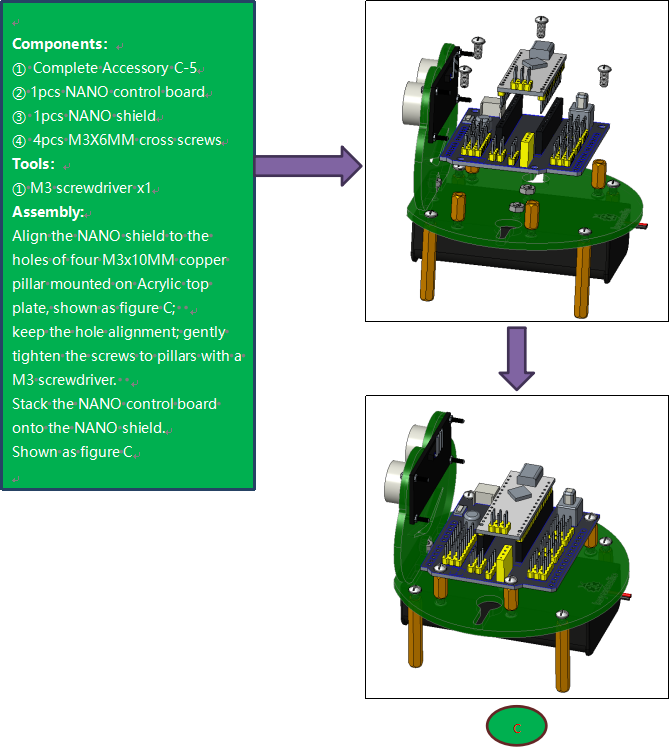 Components:
① Complete Accessory C-5
② 1pcs NANO control board
③ 1pcs NANO shield
④ 4pcs M3X6MM cross screws
Tools:
① M3 screwdriver x1
Assembly:
Align the NANO shield to the
holes of four M3x10MM copper
pillar mounted on Acrylic top
plate, shown as figure C;
keep the hole alignment; gently
tighten the screws to pillars with a
M3 screwdriver.
Stack the NANO control board
onto the NANO shield.
Shown as figure C
C